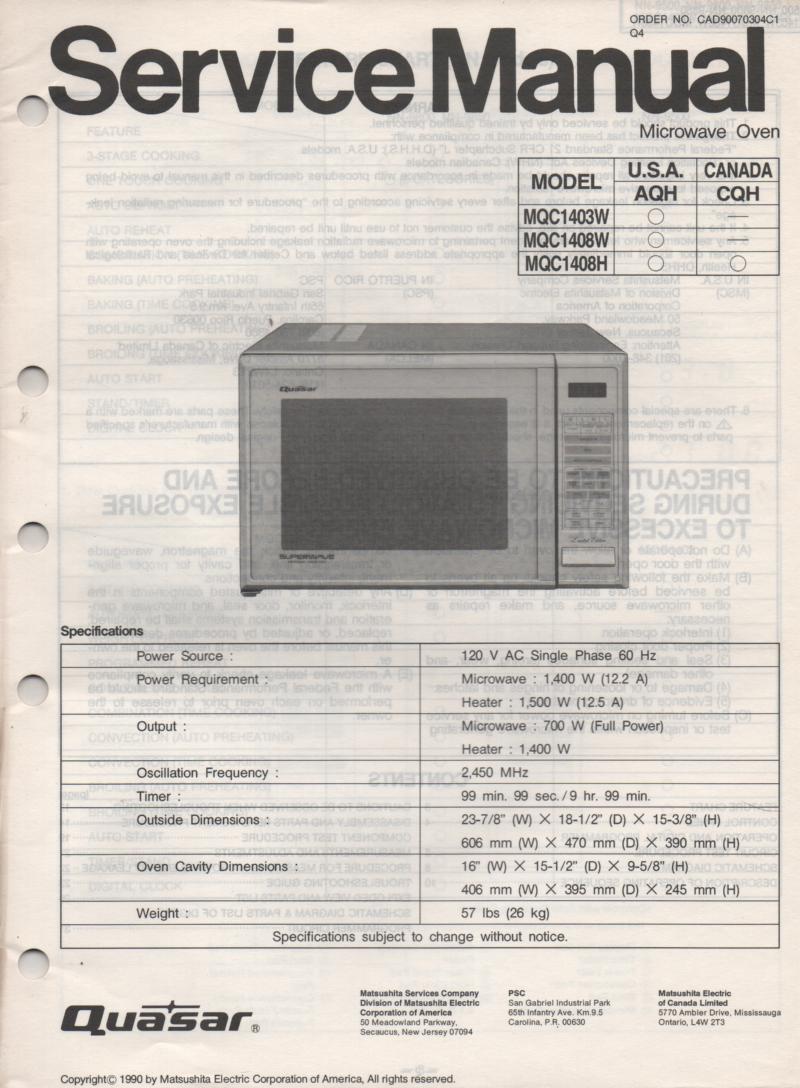 ORDER NO. CAD90070304C1
Q4
Service Manual
Microwave Oven
MODEL U.S.A. CANADA
AQH CQH
MQC1403W ○ —
MQC1408W ○ —
MQC1408H ○ ○
Quasar
SUPERWAVE
Limited Edition
Specifications
Power Source : 120 V AC Single Phase 60 Hz
Power Requirement : Microwave : 1,400 W (12.2 A)
Heater : 1,500 W (12.5 A)
Output : Microwave : 700 W (Full Power)
Heater : 1,400 W
Oscillation Frequency : 2,450 MHz
Timer : 99 min. 99 sec./9 hr. 99 min.
Outside Dimensions : 23-7/8" (W) × 18-1/2" (D) × 15-3/8" (H)
606 mm (W) × 470 mm (D) × 390 mm (H)
Oven Cavity Dimensions : 16" (W) × 15-1/2" (D) × 9-5/8" (H)
406 mm (W) × 395 mm (D) × 245 mm (H)
Weight : 57 lbs (26 kg)
Specifications subject to change without notice.
Quasar®
Matsushita Services Company
Division of Matsushita Electric
Corporation of America
50 Meadowland Parkway,
Secaucus, New Jersey 07094
PSC
San Gabriel Industrial Park
65th Infantry Ave. Km.9.5
Carolina, P.R. 00630
Matsushita Electric
of Canada Limited
5770 Ambler Drive, Mississauga
Ontario, L4W 2T3
Copyright© 1990 by Matsushita Electric Corporation of America, All rights reserved.